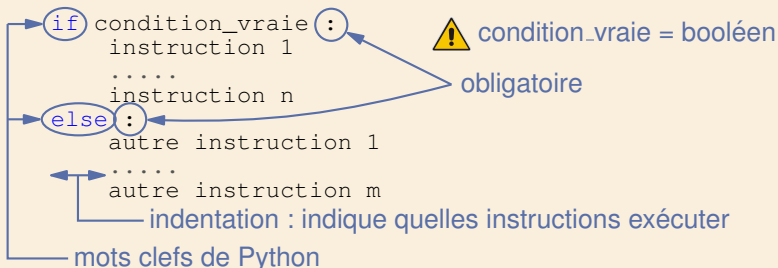 if condition_vraie :
condition_vraie = booléen
instruction 1
.....
obligatoire
instruction n
else :
autre instruction 1
.....
autre instruction m
indentation : indique quelles instructions exécuter
mots clefs de Python